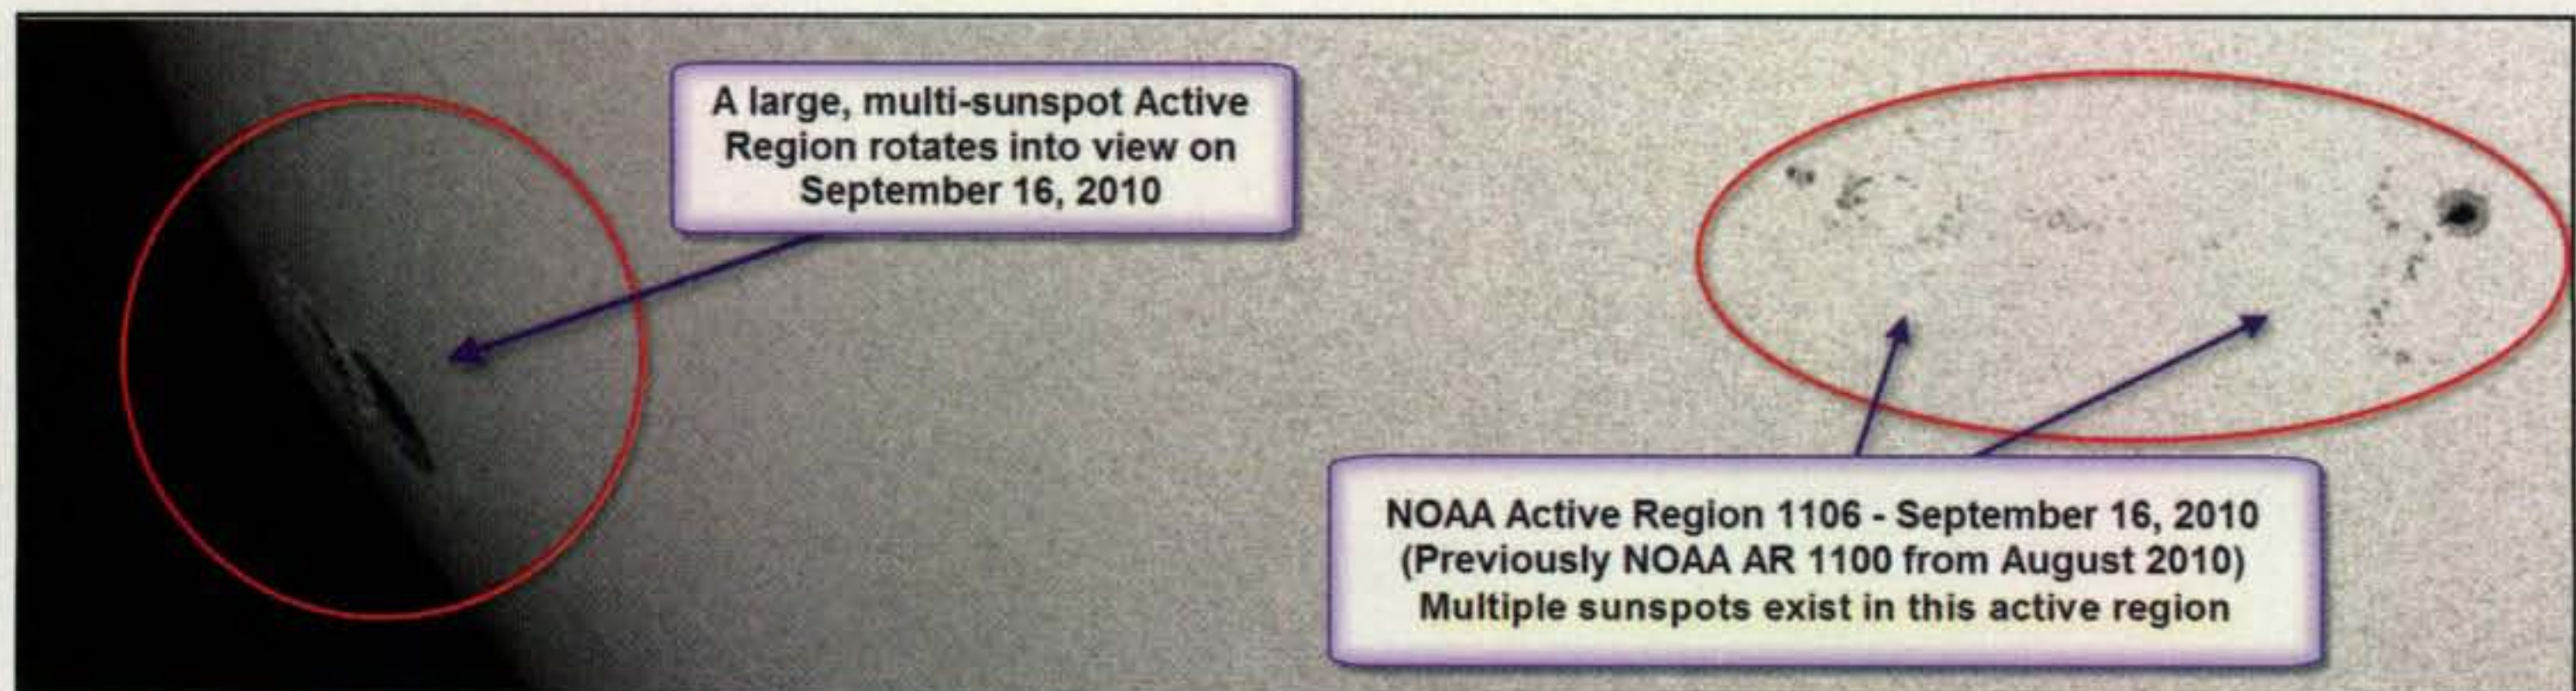 A large, multi-sunspot Active
Region rotates into view on
September 16, 2010
NOAA Active Region 1106 - September 16, 2010
(Previously NOAA AR 1100 from August 2010)
Multiple sunspots exist in this active region